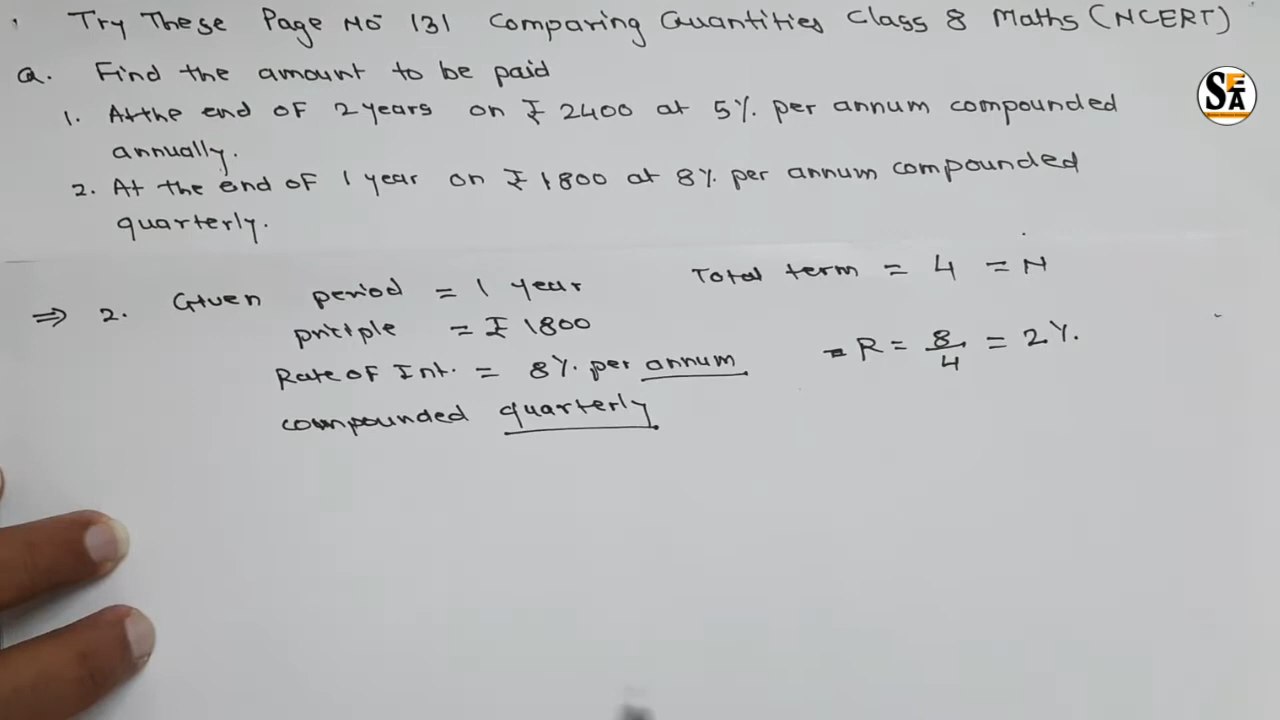 Try These Page No 131 Comparing Quantities Class 8 Maths (NCERT)
Q. Find the amount to be paid
1. At the end of 2 years on ₹ 2400 at 5% per annum compounded
annually.
2. At the end of 1 year on ₹ 1800 at 8% per annum compounded
quarterly.
⇒ 2. Given period = 1 year Total term = 4 = N
priciple = ₹ 1800
- R = 8/4 = 2%.
Rate of Int. = 8% per annum
compounded quarterly